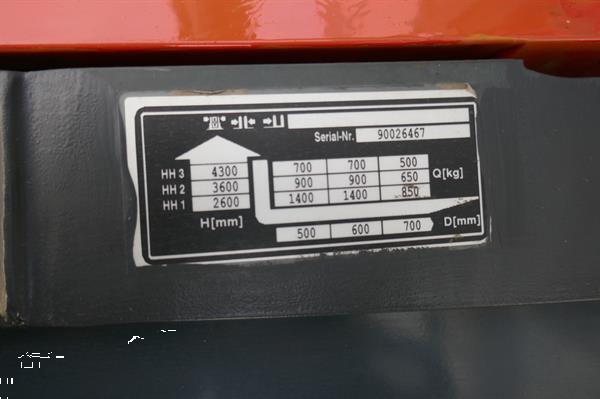 Serial-Nr. 90026467
HH 3 4300 700 700 500
HH 2 3600 900 900 650 Q[kg]
HH 1 2600 1400 1400 850
H[mm] 500 600 700 D[mm]